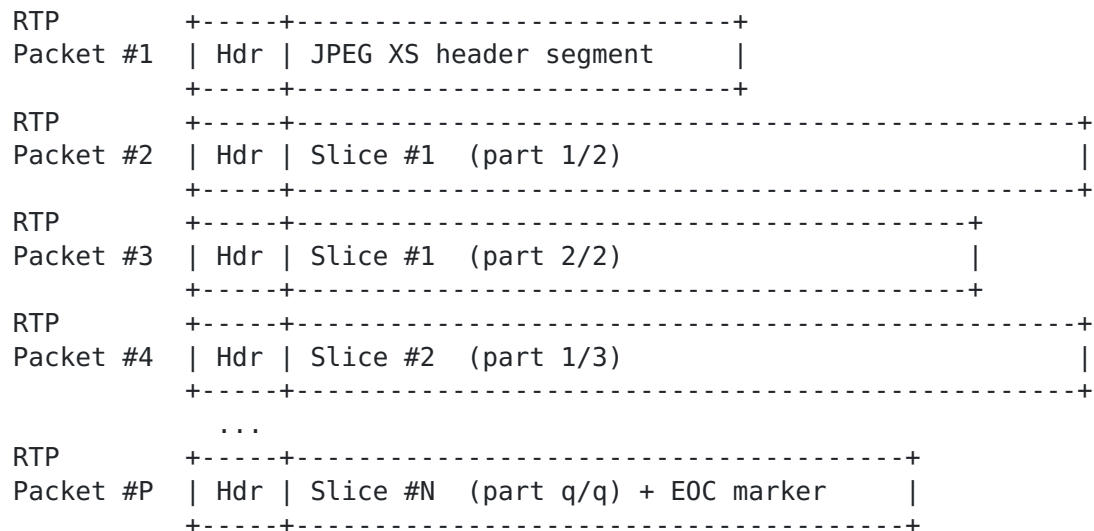 RTP +-----+----------------------------+
Packet #1 | Hdr | JPEG XS header segment |
+-----+----------------------------+
RTP +-----+--------------------------------------------------+
Packet #2 | Hdr | Slice #1 (part 1/2) |
+-----+--------------------------------------------------+
RTP +-----+-------------------------------------------+
Packet #3 | Hdr | Slice #1 (part 2/2) |
+-----+-------------------------------------------+
RTP +-----+--------------------------------------------------+
Packet #4 | Hdr | Slice #2 (part 1/3) |
+-----+--------------------------------------------------+
...
RTP +-----+---------------------------------------+
Packet #P | Hdr | Slice #N (part q/q) + EOC marker |
+-----+---------------------------------------+